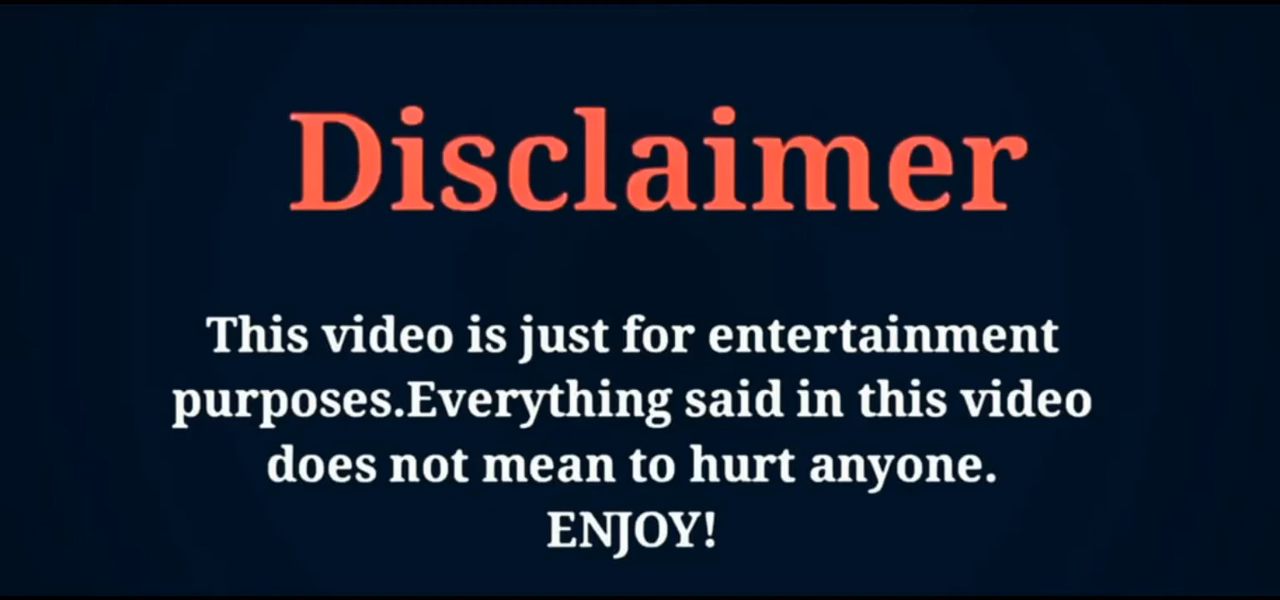 Disclaimer
This video is just for entertainment
purposes.Everything said in this video
does not mean to hurt anyone.
ENJOY!